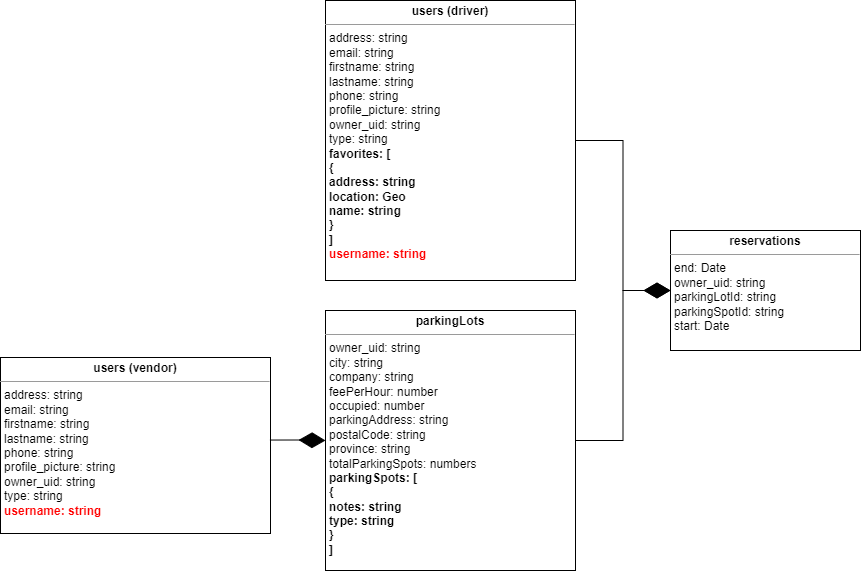 users (driver)
address: string
email: string
firstname: string
lastname: string
phone: string
profile_picture: string
owner_uid: string
type: string
favorites: [
{
address: string
location: Geo
name: string
}
]
username: string
reservations
end: Date
owner_uid: string
parkingLotId: string
parkingSpotId: string
start: Date
parkingLots
owner_uid: string
city: string
company: string
feePerHour: number
occupied: number
parkingAddress: string
postalCode: string
province: string
totalParkingSpots: numbers
parkingSpots: [
{
notes: string
type: string
}
]
users (vendor)
address: string
email: string
firstname: string
lastname: string
phone: string
profile_picture: string
owner_uid: string
type: string
username: string